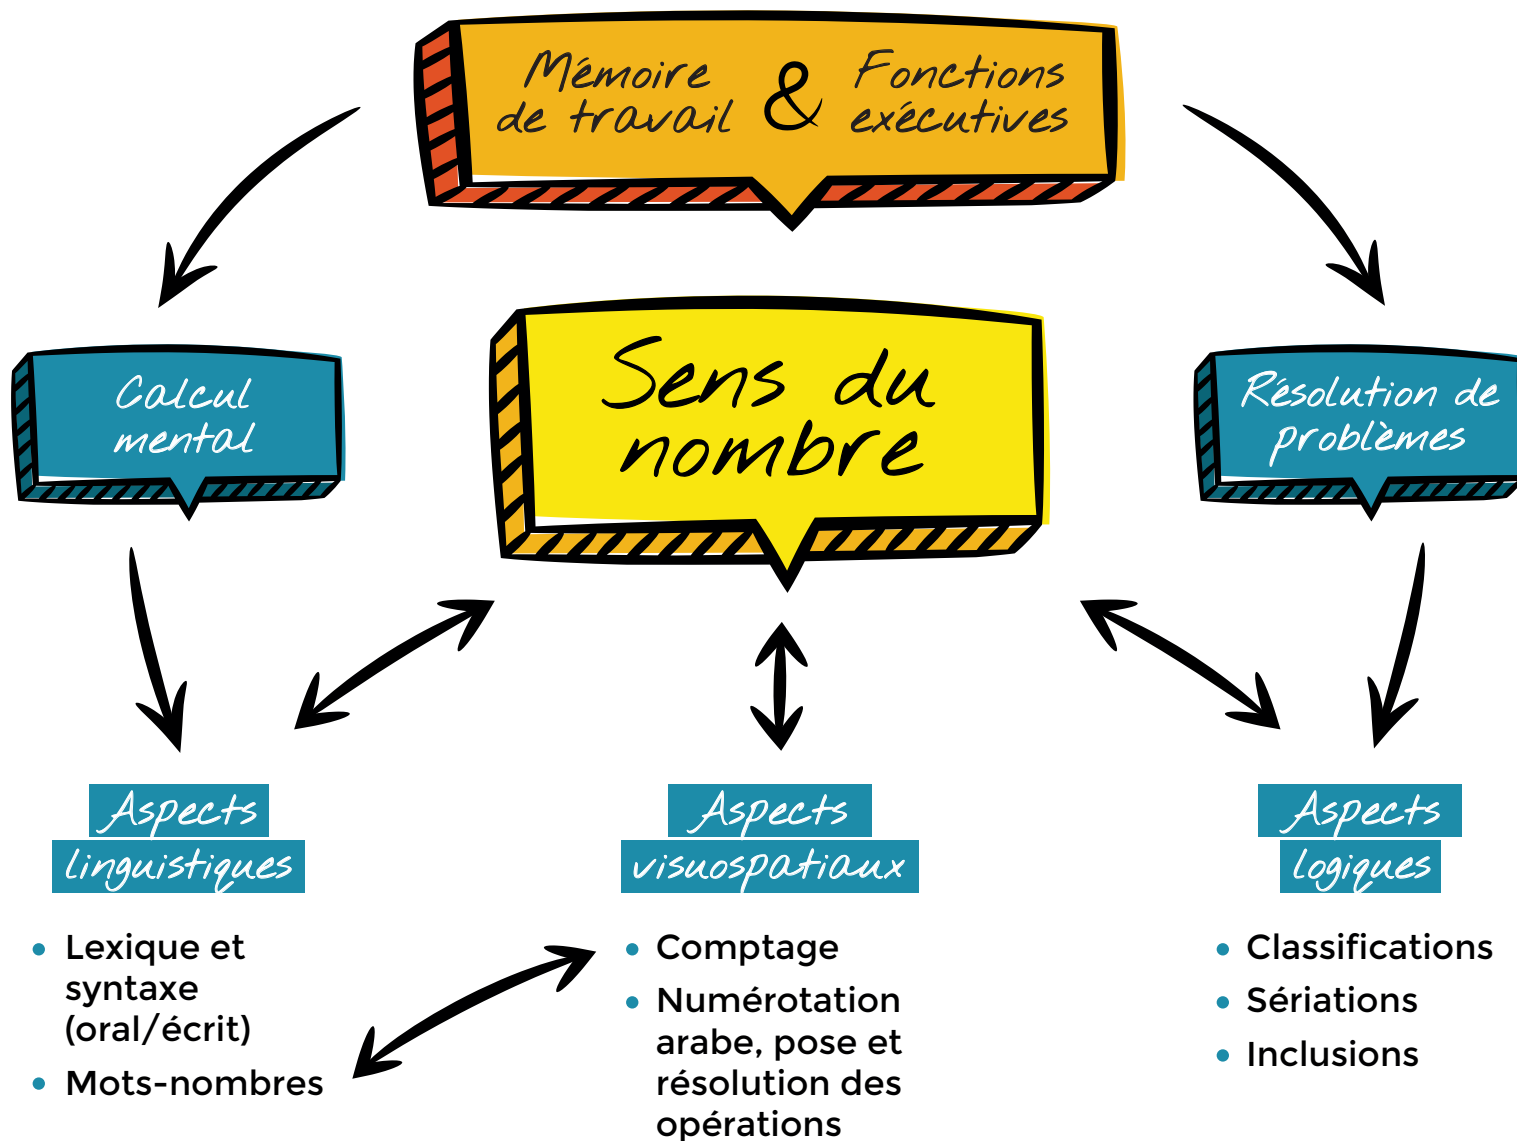 Mémoire
de travail
&
Fonctions
exécutives
Calcul
mental
Sens du
nombre
Résolution de
problèmes
Aspects
linguistiques
• Lexique et
syntaxe
(oral/écrit)
• Mots-nombres
Aspects
visuospatiaux
• Comptage
• Numérotation
arabe, pose et
résolution des
opérations
Aspects
logiques
• Classifications
• Sériations
• Inclusions